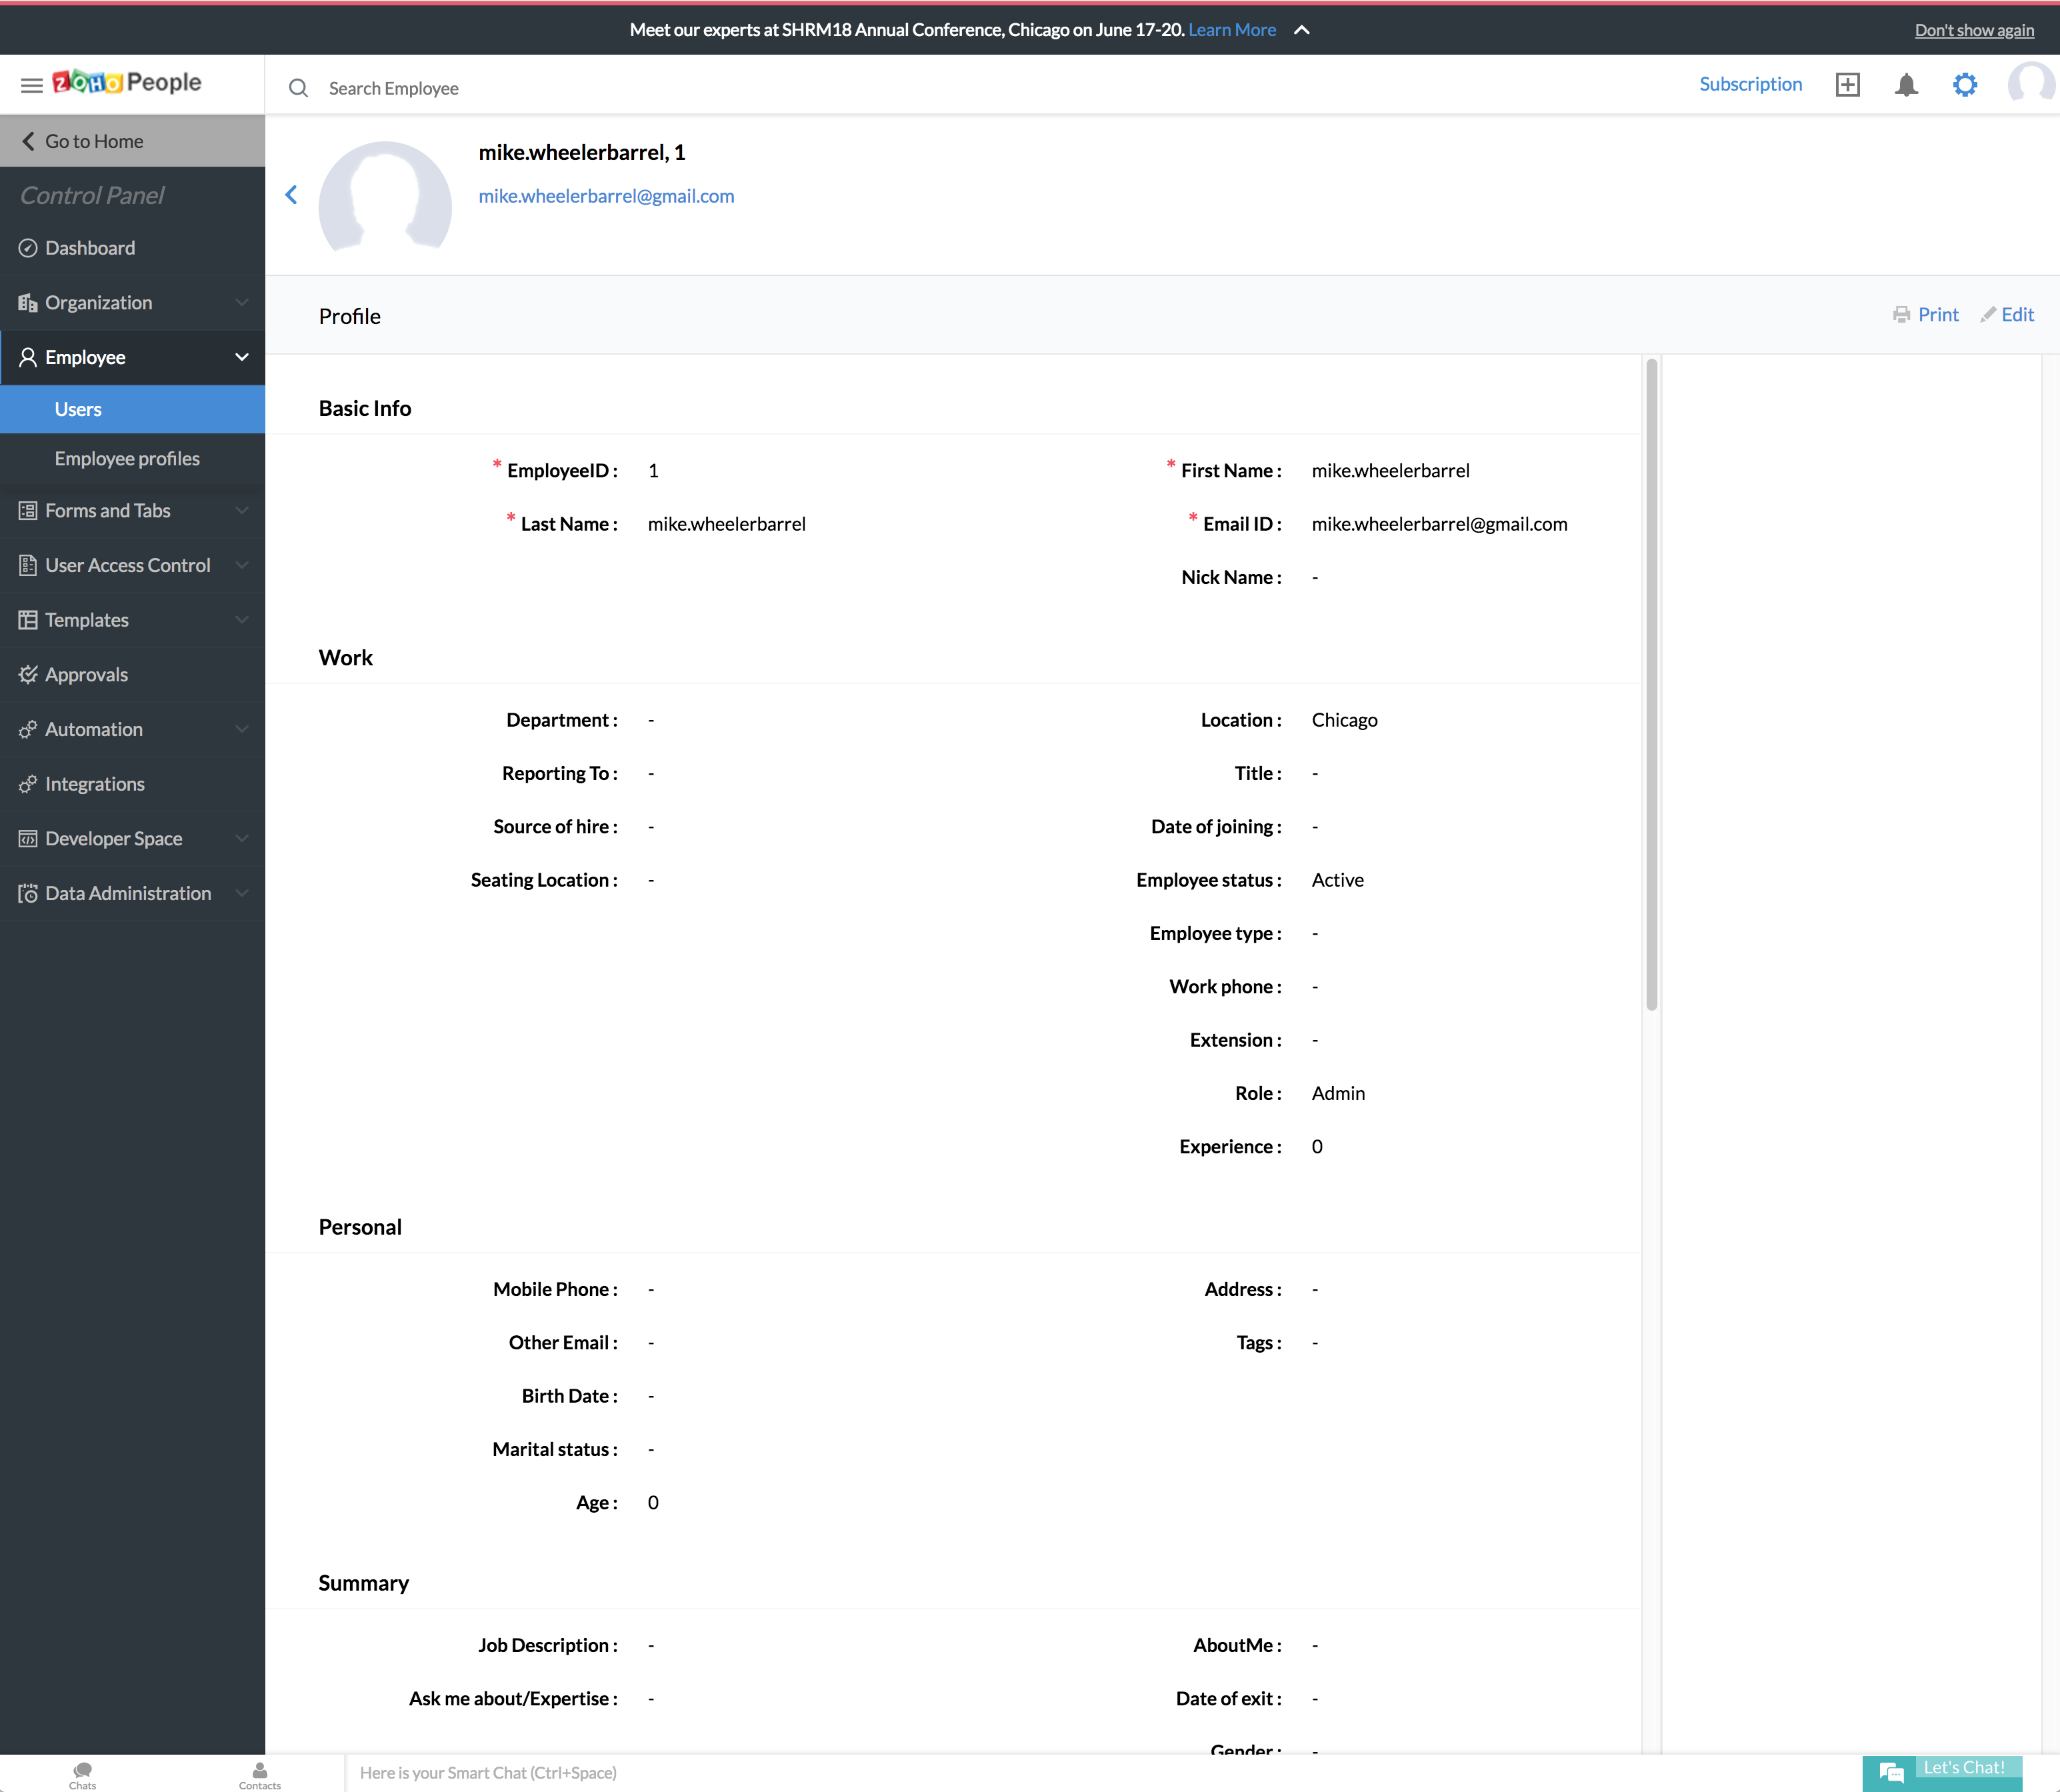 Meet our experts at SHRM18 Annual Conference, Chicago on June 17-20. Learn More
Don't show again
ZOHO People
Search Employee
Subscription
Go to Home
Control Panel
Dashboard
Organization
Employee
Users
Employee profiles
Forms and Tabs
User Access Control
Templates
Approvals
Automation
Integrations
Developer Space
Data Administration
mike.wheelerbarrel, 1
mike.wheelerbarrel@gmail.com
Profile
Print
Edit
Basic Info
* EmployeeID : 1
* First Name : mike.wheelerbarrel
* Last Name : mike.wheelerbarrel
* Email ID : mike.wheelerbarrel@gmail.com
Nick Name : -
Work
Department : -
Location : Chicago
Reporting To : -
Title : -
Source of hire : -
Date of joining : -
Seating Location : -
Employee status : Active
Employee type : -
Work phone : -
Extension : -
Role : Admin
Experience : 0
Personal
Mobile Phone : -
Address : -
Other Email : -
Tags : -
Birth Date : -
Marital status : -
Age : 0
Summary
Job Description : -
AboutMe : -
Ask me about/Expertise : -
Date of exit : -
Gender : -
Chats
Contacts
Here is your Smart Chat (Ctrl+Space)
Let's Chat!